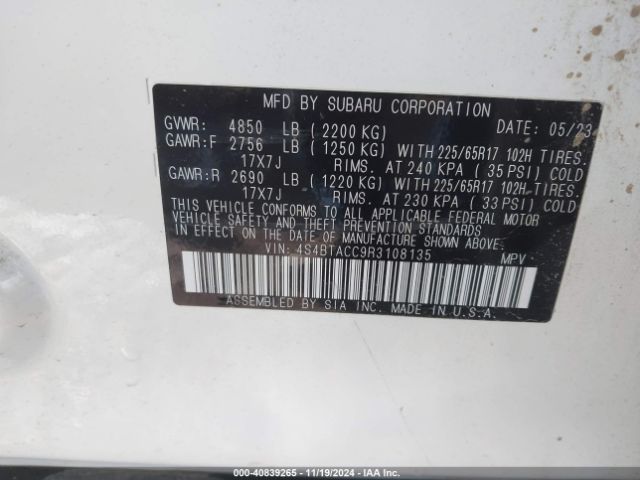 MFD BY SUBARU CORPORATION
GVWR: 4850 LB (2200 KG) DATE: 05/23
GAWR:F 2756 LB (1250 KG) WITH 225/65R17 102H TIRES.
17X7J RIMS. AT 240 KPA (35 PSI) COLD
GAWR:R 2690 LB (1220 KG) WITH 225/65R17 102H TIRES.
17X7J RIMS. AT 230 KPA (33 PSI) COLD
THIS VEHICLE CONFORMS TO ALL APPLICABLE FEDERAL MOTOR
VEHICLE SAFETY AND THEFT PREVENTION STANDARDS
IN EFFECT ON THE DATE OF MANUFACTURE SHOWN ABOVE.
VIN: 4S4BTACC9R3108135 MPV
ASSEMBLED BY SIA INC. MADE IN U.S.A.
000-40839265 - 11/19/2024 - IAAI.COM